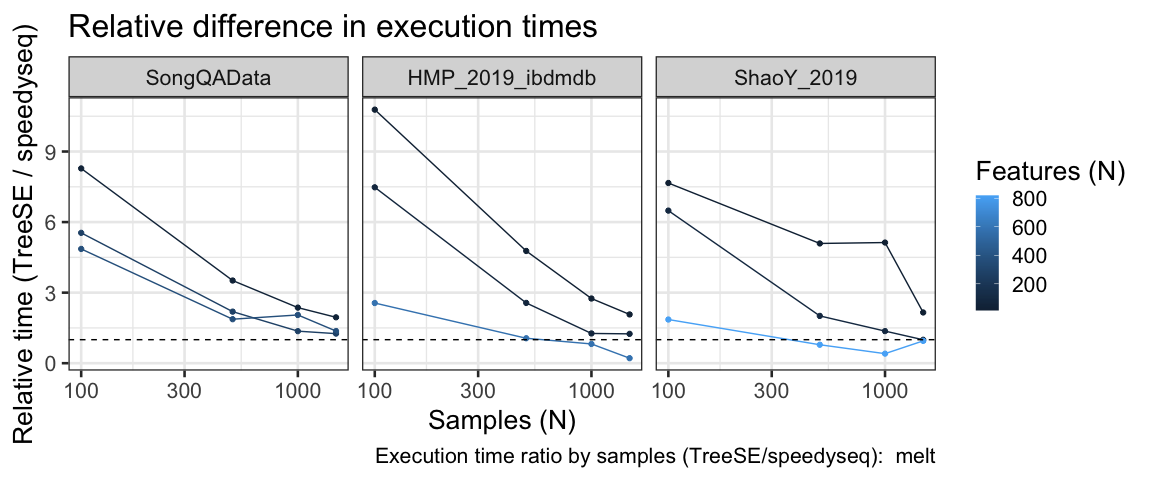 Relative difference in execution times
SongQAData
HMP_2019_ibdmdb
ShaoY_2019
Relative time (TreeSE / speedyseq)
9
6
3
0
100 300 1000
100 300 1000
100 300 1000
Samples (N)
Features (N)
800
600
400
200
Execution time ratio by samples (TreeSE/speedyseq): melt